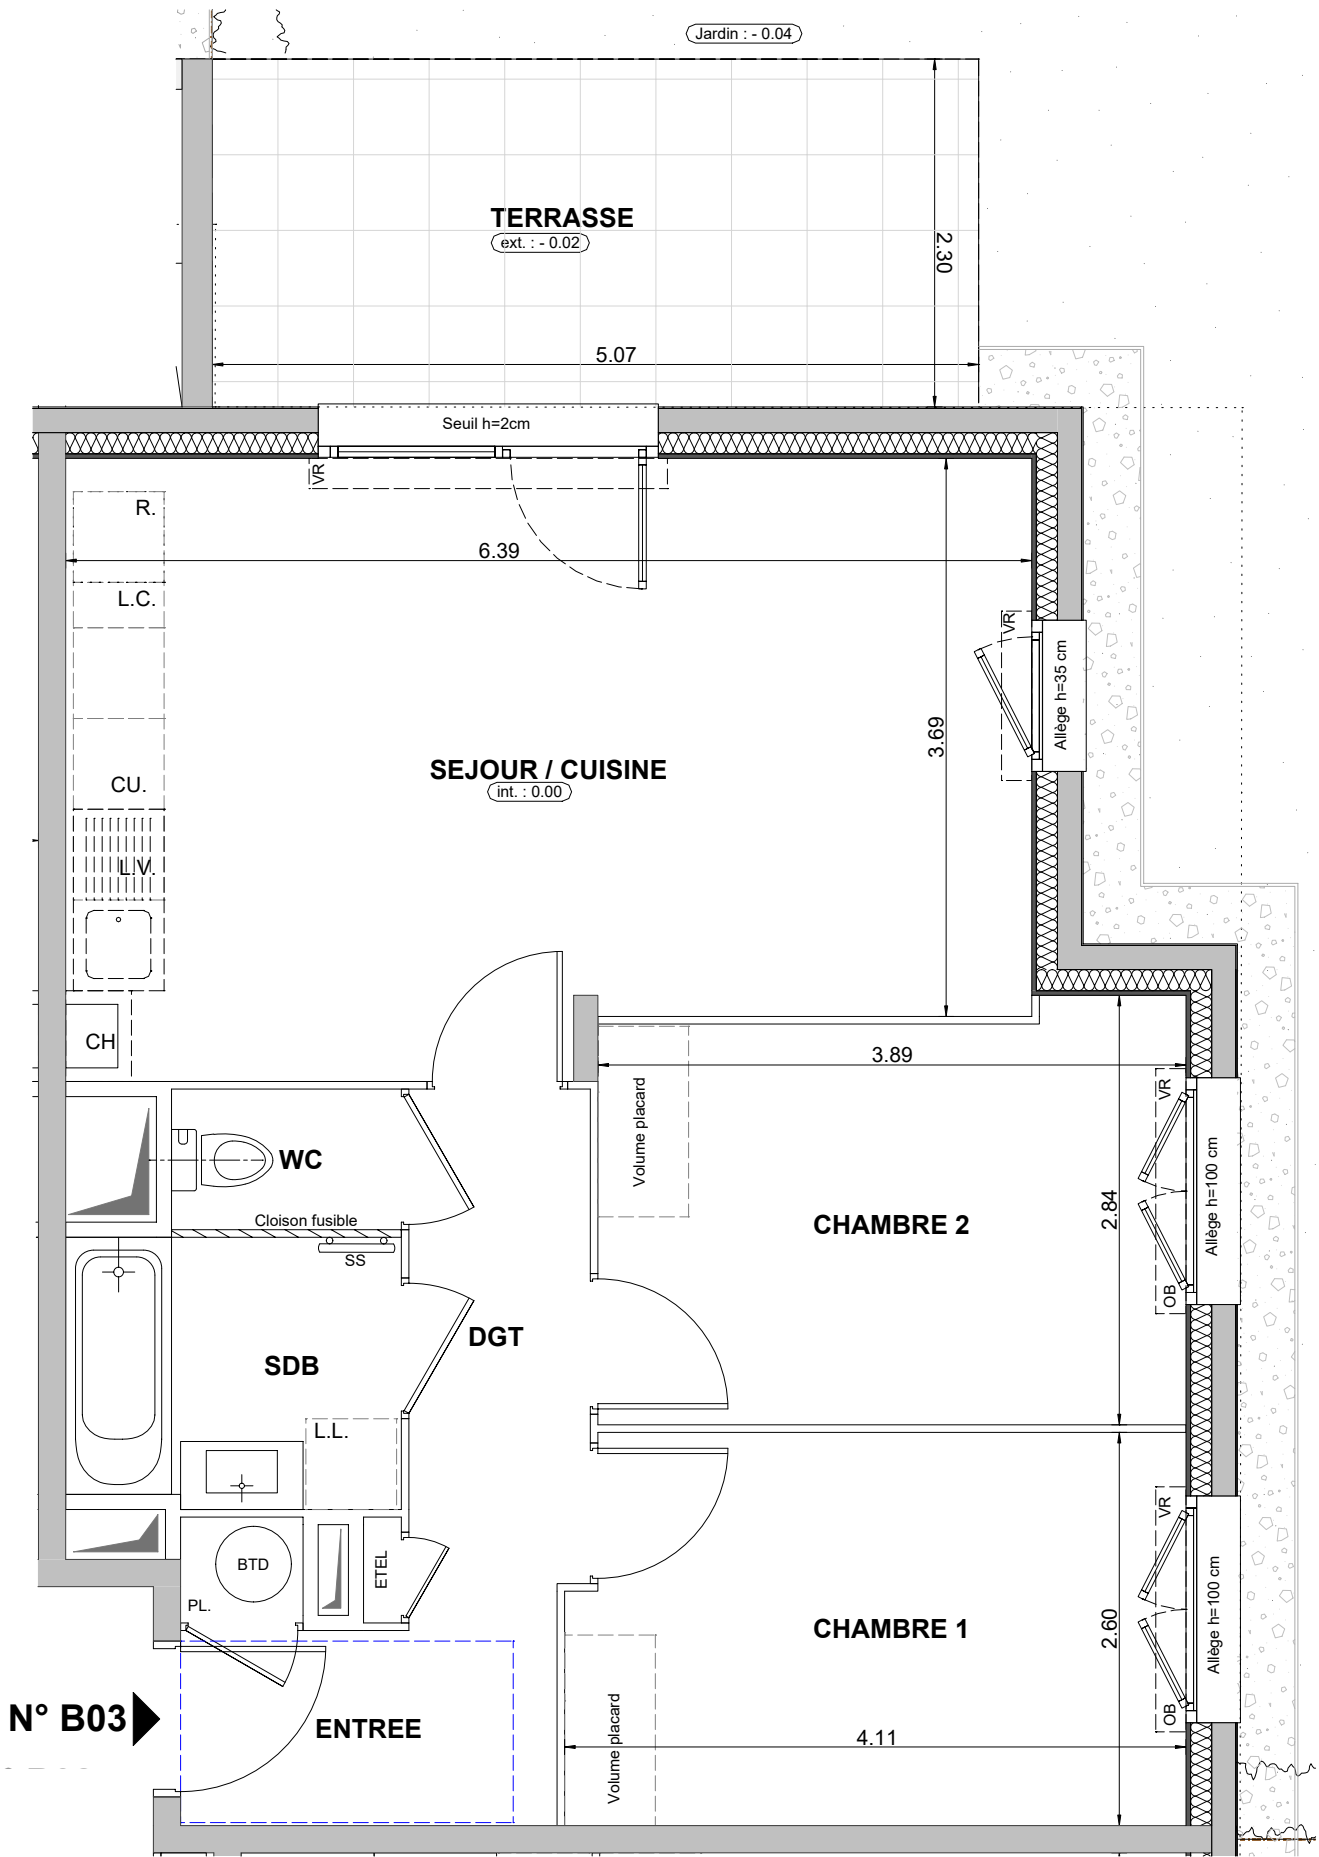 Jardin : - 0.04
TERRASSE
ext. : - 0.02
2.30
5.07
Seuil h=2cm
VR
R.
6.39
L.C.
VR
Allège h=35 cm
3.69
SEJOUR / CUISINE
int. : 0.00
CU.
L.V.
CH
3.89
Volume placard
VR
WC
Allège h=100 cm
2.84
Cloison fusible
CHAMBRE 2
SS
OB
DGT
SDB
L.L.
VR
BTD
ETEL
PL.
CHAMBRE 1
2.60
Allège h=100 cm
N° B03
ENTREE
Volume placard
4.11
OB